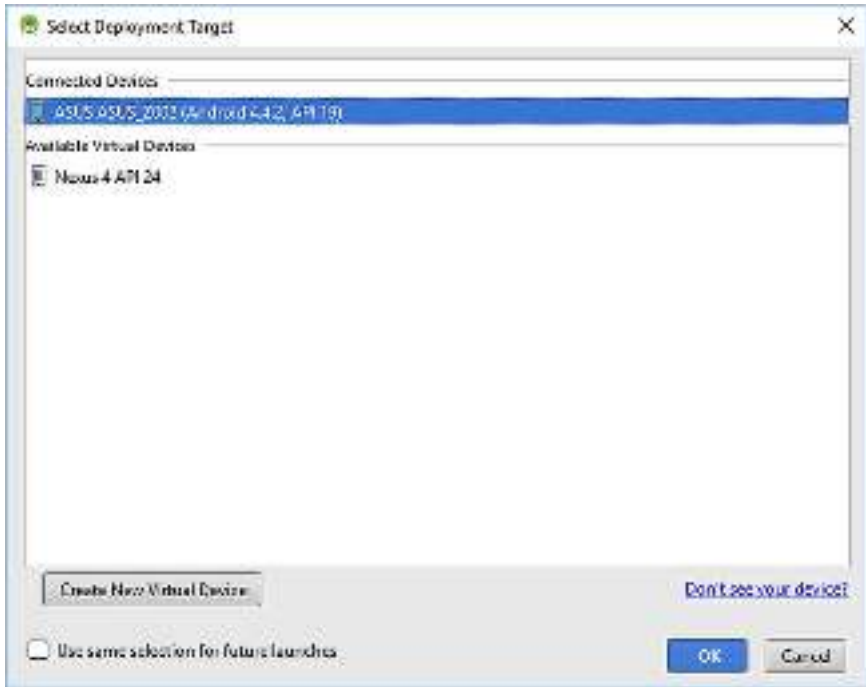 Select Deployment Target
Connected Devices
ASUS ASUS_Z002 (Android 4.4.2, API 19)
Available Virtual Devices
Nexus 4 API 24
Create New Virtual Device
Don't see your device?
Use same selection for future launches
OK
Cancel